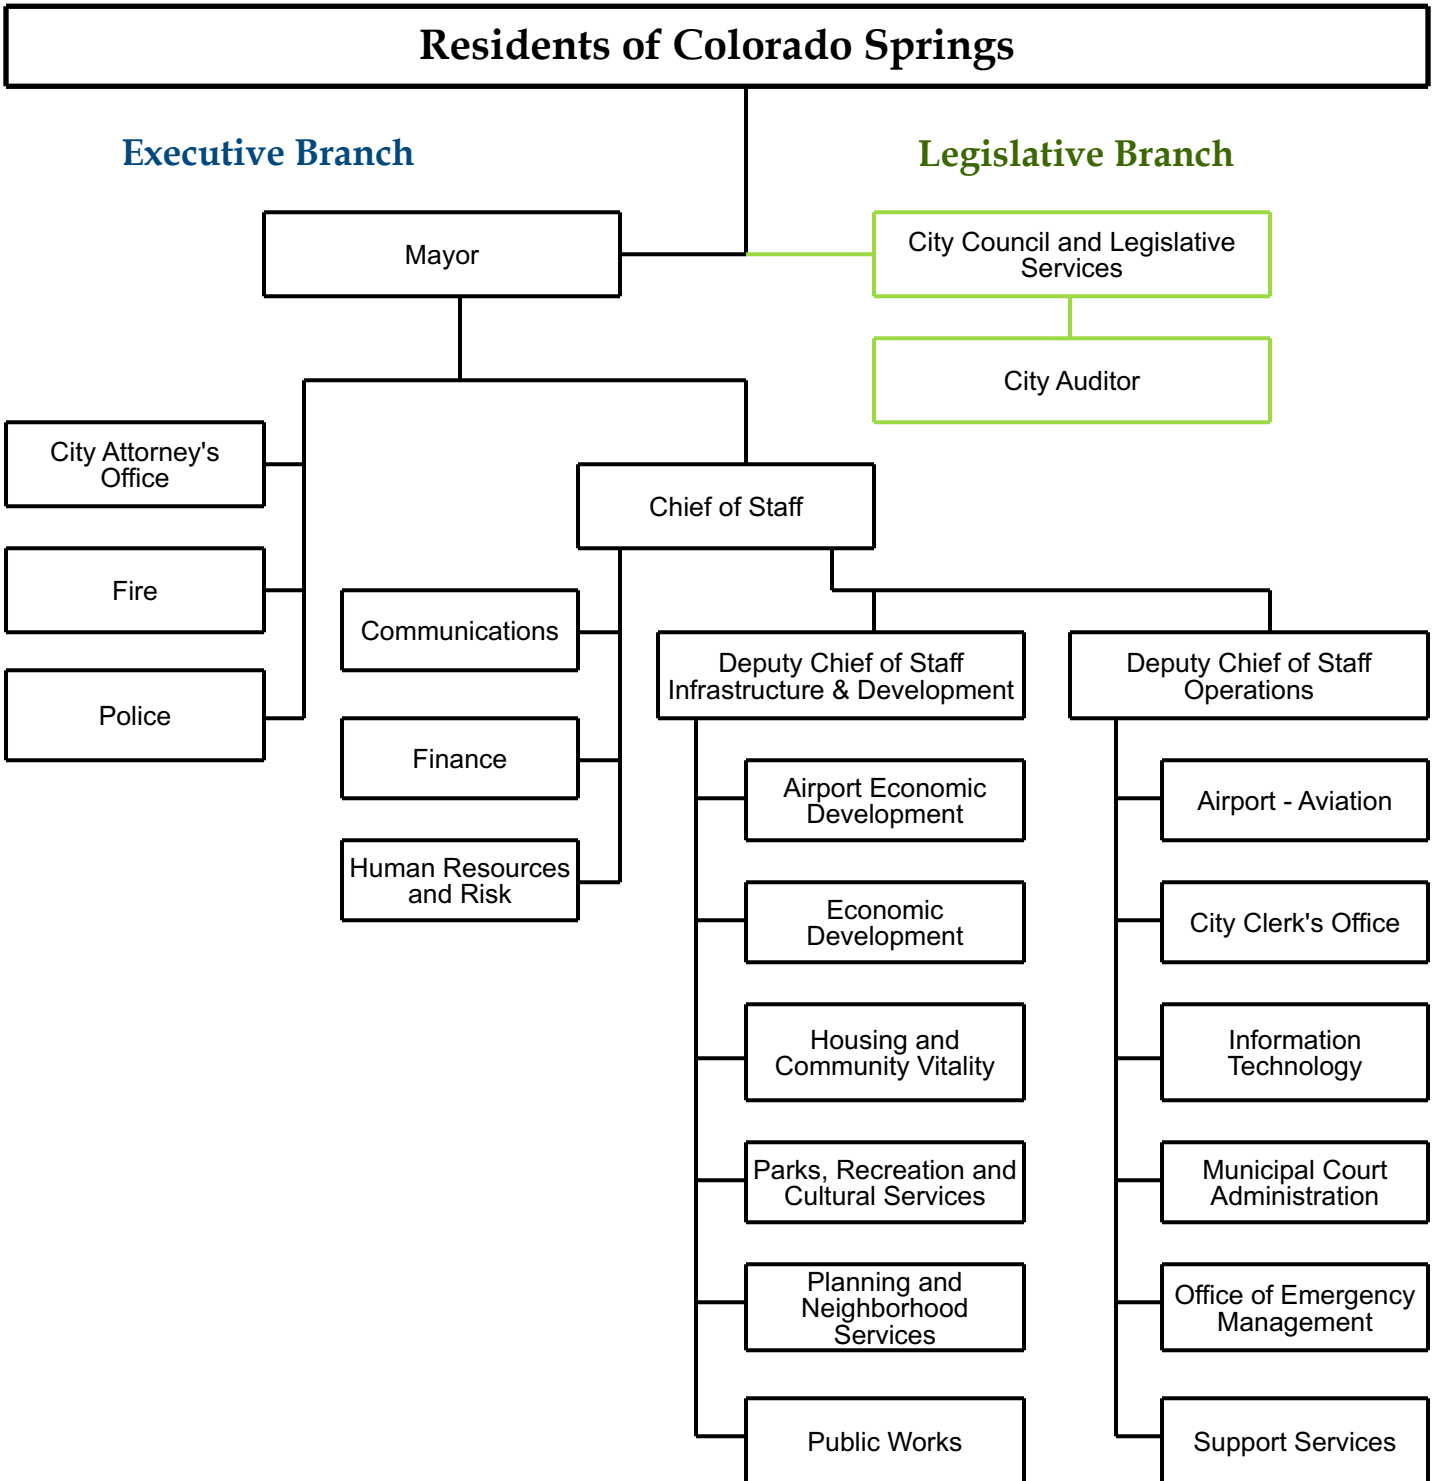 Residents of Colorado Springs
Executive Branch
Legislative Branch
Mayor
City Council and Legislative
Services
City Auditor
City Attorney's
Office
Fire
Police
Chief of Staff
Communications
Finance
Human Resources
and Risk
Deputy Chief of Staff
Infrastructure & Development
Airport Economic
Development
Economic
Development
Housing and
Community Vitality
Parks, Recreation and
Cultural Services
Planning and
Neighborhood
Services
Public Works
Deputy Chief of Staff
Operations
Airport - Aviation
City Clerk's Office
Information
Technology
Municipal Court
Administration
Office of Emergency
Management
Support Services